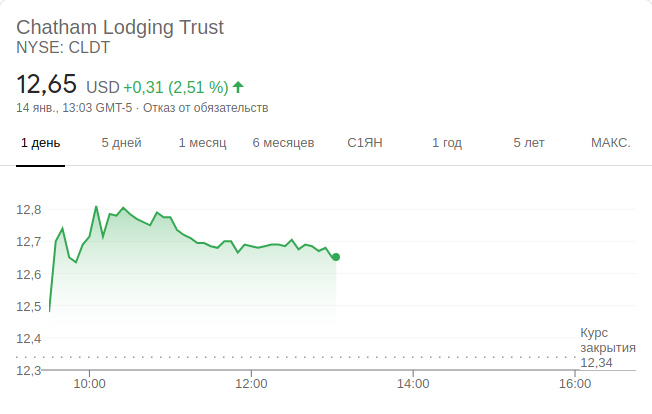 Chatham Lodging Trust
NYSE: CLDT
12,65 USD +0,31 (2,51 %)
14 янв., 13:03 GMT-5 · Отказ от обязательств
1 день 5 дней 1 месяц 6 месяцев С1ЯН 1 год 5 лет МАКС.
12,8
12,7
12,6
12,5
12,4
Курс
закрытия
12,34
12,3
10:00 12:00 14:00 16:00